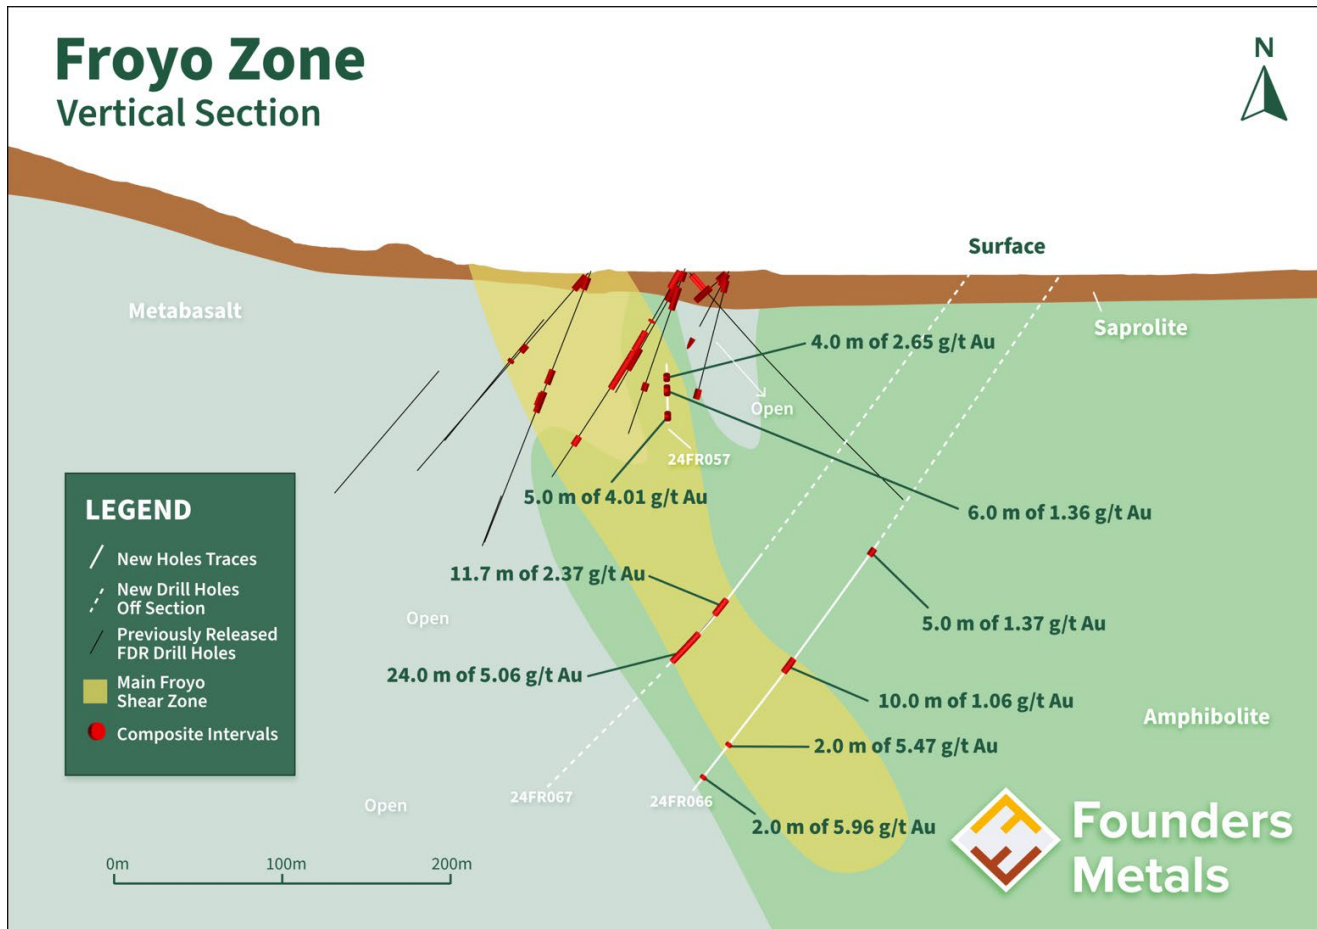 Froyo Zone
Vertical Section
N
Surface
Metabasalt
Saprolite
4.0 m of 2.65 g/t Au
Open
24FR057
5.0 m of 4.01 g/t Au
6.0 m of 1.36 g/t Au
LEGEND
New Holes Traces
New Drill Holes
Off Section
Previously Released
FDR Drill Holes
Main Froyo
Shear Zone
Composite Intervals
11.7 m of 2.37 g/t Au
Open
5.0 m of 1.37 g/t Au
24.0 m of 5.06 g/t Au
10.0 m of 1.06 g/t Au
Amphibolite
2.0 m of 5.47 g/t Au
24FR067
24FR066
Open
2.0 m of 5.96 g/t Au
0m 100m 200m
Founders
Metals